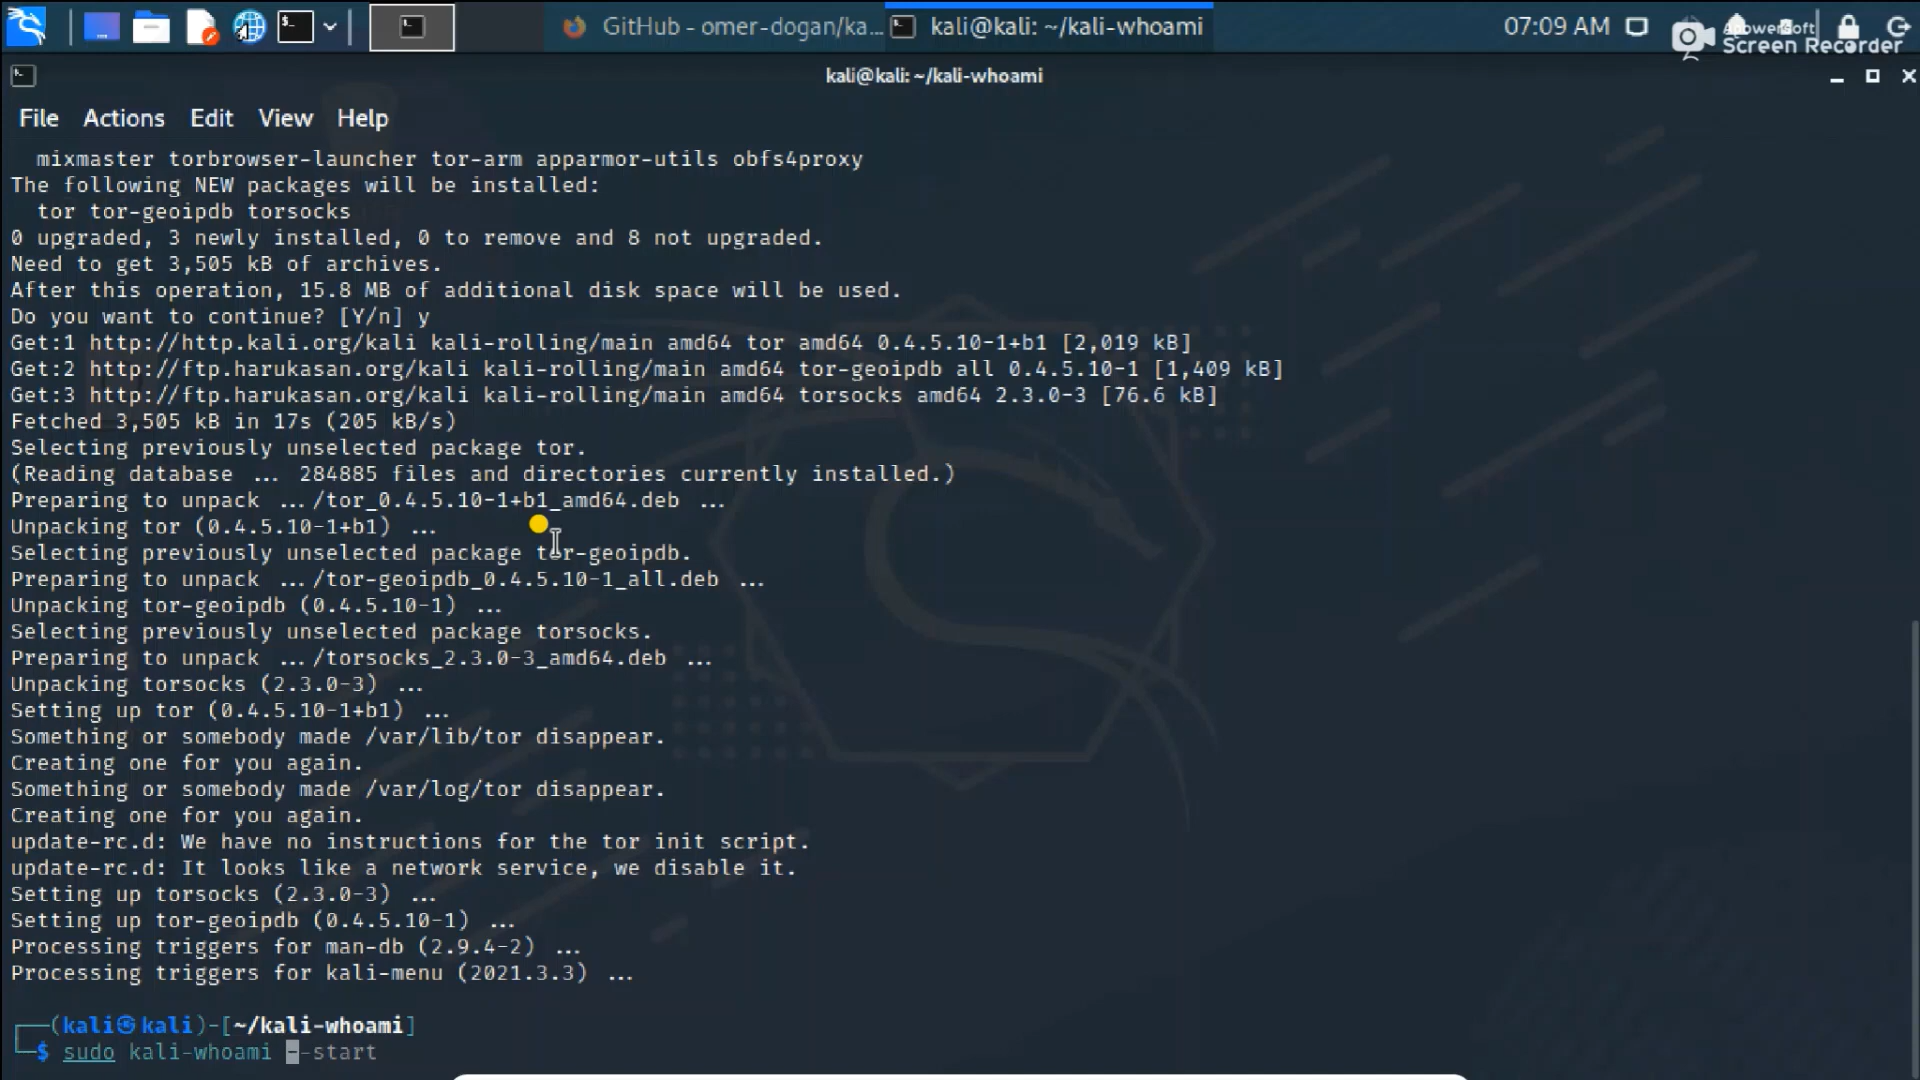 GitHub - omer-dogan/ka...
kali@kali: ~/kali-whoami
07:09 AM
Apowersoft
Screen Recorder
kali@kali: ~/kali-whoami
File Actions Edit View Help
mixmaster torbrowser-launcher tor-arm apparmor-utils obfs4proxy
The following NEW packages will be installed:
tor tor-geoipdb torsocks
0 upgraded, 3 newly installed, 0 to remove and 8 not upgraded.
Need to get 3,505 kB of archives.
After this operation, 15.8 MB of additional disk space will be used.
Do you want to continue? [Y/n] y
Get:1 http://http.kali.org/kali kali-rolling/main amd64 tor amd64 0.4.5.10-1+b1 [2,019 kB]
Get:2 http://ftp.harukasan.org/kali kali-rolling/main amd64 tor-geoipdb all 0.4.5.10-1 [1,409 kB]
Get:3 http://ftp.harukasan.org/kali kali-rolling/main amd64 torsocks amd64 2.3.0-3 [76.6 kB]
Fetched 3,505 kB in 17s (205 kB/s)
Selecting previously unselected package tor.
(Reading database ... 284885 files and directories currently installed.)
Preparing to unpack .../tor_0.4.5.10-1+b1_amd64.deb ...
Unpacking tor (0.4.5.10-1+b1) ...
Selecting previously unselected package tor-geoipdb.
Preparing to unpack .../tor-geoipdb_0.4.5.10-1_all.deb ...
Unpacking tor-geoipdb (0.4.5.10-1) ...
Selecting previously unselected package torsocks.
Preparing to unpack .../torsocks_2.3.0-3_amd64.deb ...
Unpacking torsocks (2.3.0-3) ...
Setting up tor (0.4.5.10-1+b1) ...
Something or somebody made /var/lib/tor disappear.
Creating one for you again.
Something or somebody made /var/log/tor disappear.
Creating one for you again.
update-rc.d: We have no instructions for the tor init script.
update-rc.d: It looks like a network service, we disable it.
Setting up torsocks (2.3.0-3) ...
Setting up tor-geoipdb (0.4.5.10-1) ...
Processing triggers for man-db (2.9.4-2) ...
Processing triggers for kali-menu (2021.3.3) ...
┌──(kali㉿kali)-[~/kali-whoami]
└─$ sudo kali-whoami --start